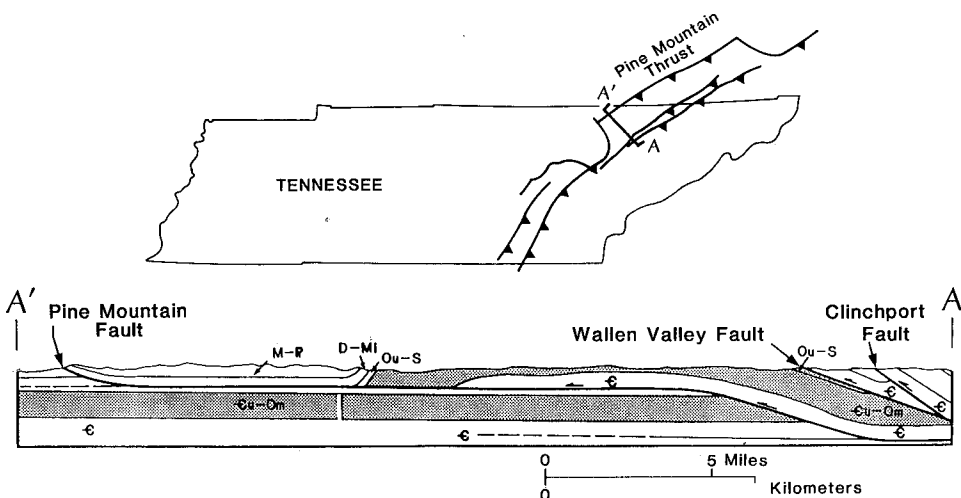 Pine Mountain
Thrust
A'
A
TENNESSEE
A'
A
Pine Mountain
Fault
Wallen Valley Fault
Clinchport
Fault
M-P
D-Ml
Ou-S
Ou-S
Є
Є
Є
Єu-Om
Єu-Om
Є
Є
Є
0 5 Miles
0 Kilometers